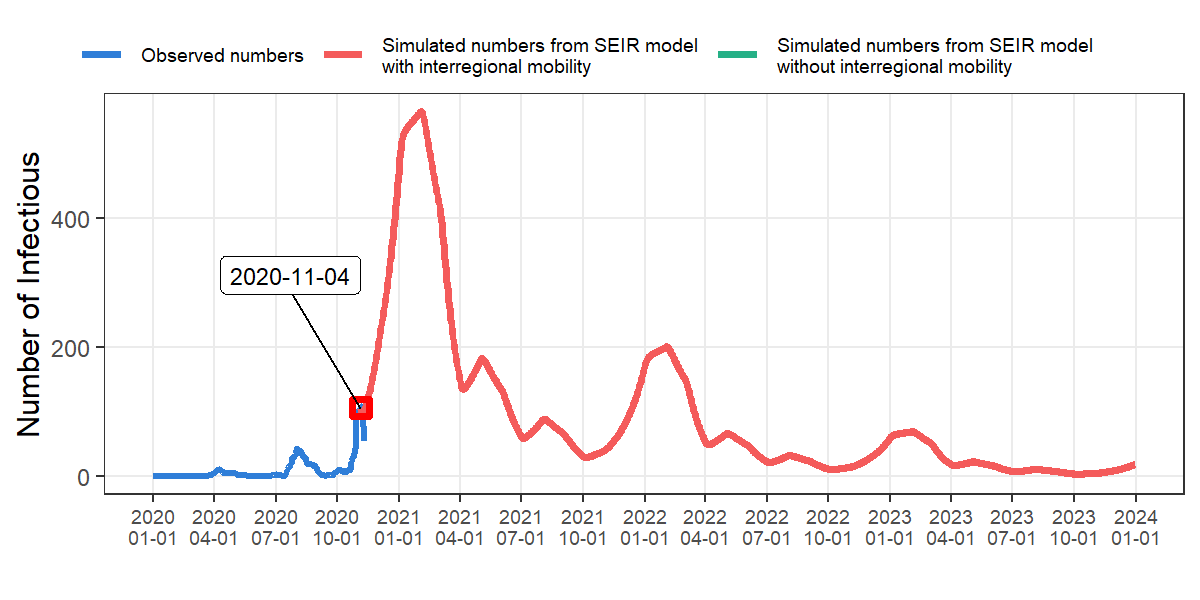 Observed numbers
Simulated numbers from SEIR model
with interregional mobility
Simulated numbers from SEIR model
without interregional mobility
Number of Infectious
400
200
0
2020-11-04
2020 2020 2020 2020 2021 2021 2021 2021 2022 2022 2022 2022 2023 2023 2023 2023 2024
01-01 04-01 07-01 10-01 01-01 04-01 07-01 10-01 01-01 04-01 07-01 10-01 01-01 04-01 07-01 10-01 01-01